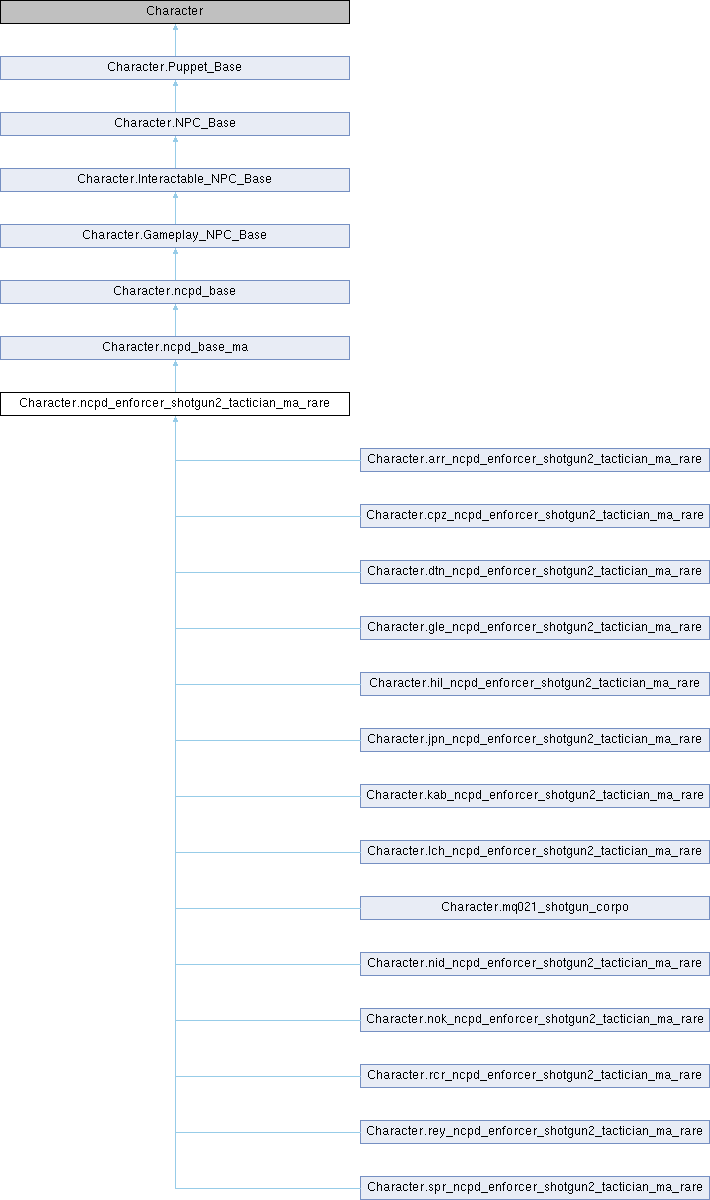 Character
Character.Puppet_Base
Character.NPC_Base
Character.Interactable_NPC_Base
Character.Gameplay_NPC_Base
Character.ncpd_base
Character.ncpd_base_ma
Character.ncpd_enforcer_shotgun2_tactician_ma_rare
Character.arr_ncpd_enforcer_shotgun2_tactician_ma_rare
Character.cpz_ncpd_enforcer_shotgun2_tactician_ma_rare
Character.dtn_ncpd_enforcer_shotgun2_tactician_ma_rare
Character.gle_ncpd_enforcer_shotgun2_tactician_ma_rare
Character.hil_ncpd_enforcer_shotgun2_tactician_ma_rare
Character.jpn_ncpd_enforcer_shotgun2_tactician_ma_rare
Character.kab_ncpd_enforcer_shotgun2_tactician_ma_rare
Character.lch_ncpd_enforcer_shotgun2_tactician_ma_rare
Character.mq021_shotgun_corpo
Character.nid_ncpd_enforcer_shotgun2_tactician_ma_rare
Character.nok_ncpd_enforcer_shotgun2_tactician_ma_rare
Character.rcr_ncpd_enforcer_shotgun2_tactician_ma_rare
Character.rey_ncpd_enforcer_shotgun2_tactician_ma_rare
Character.spr_ncpd_enforcer_shotgun2_tactician_ma_rare